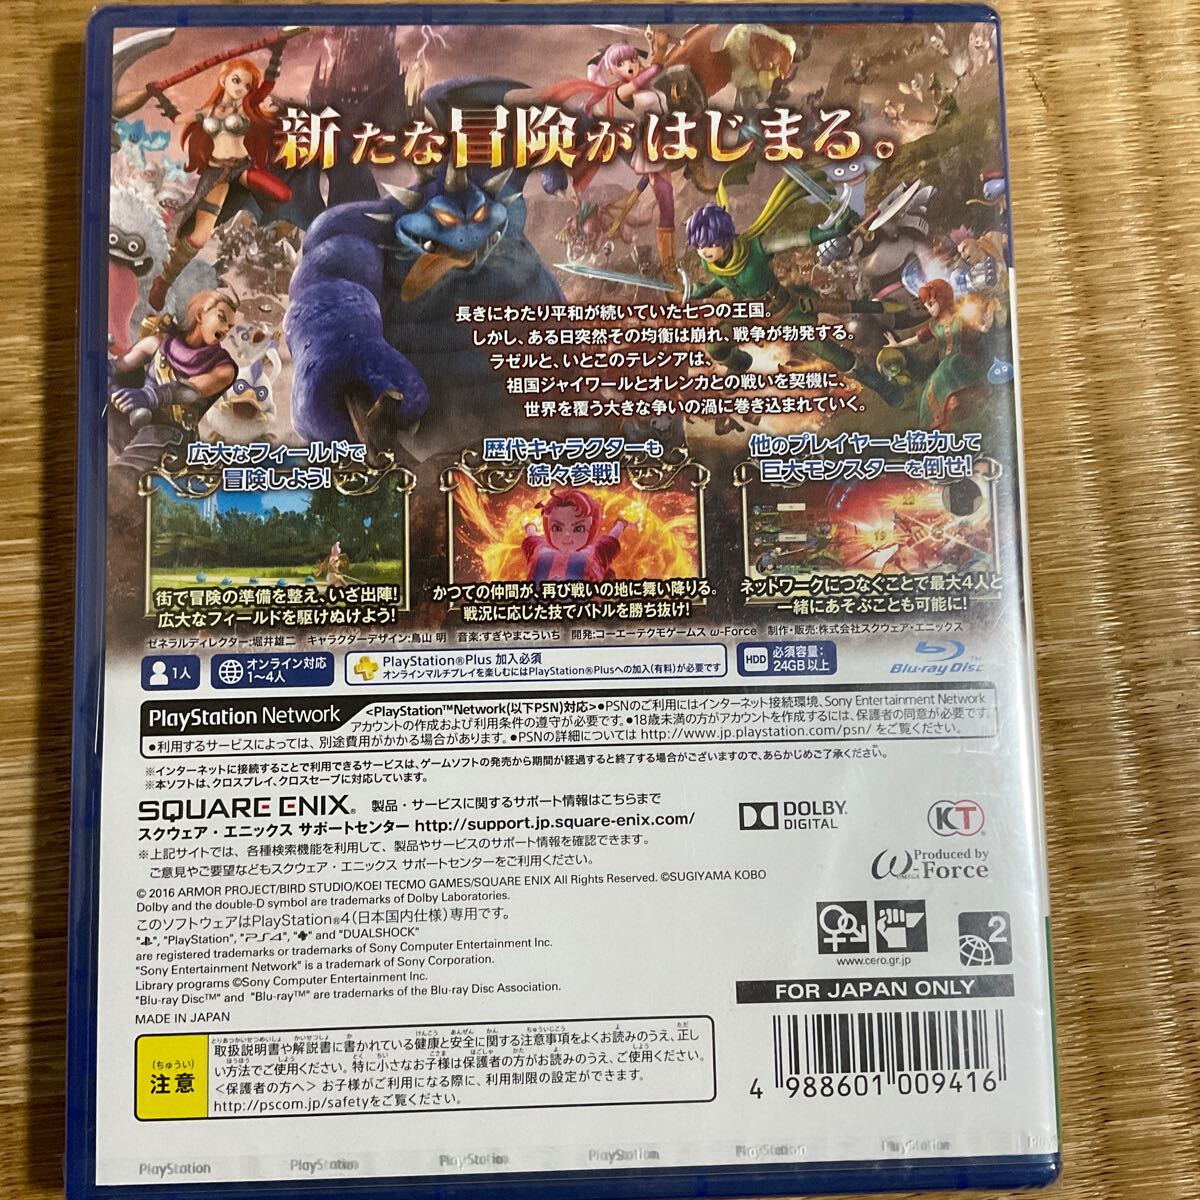 新たな冒険がはじまる。
長きにわたり平和が続いていた七つの王国。
しかし、ある日突然その均衡は崩れ、戦争が勃発する。
ラゼルと、いとこのテレシアは、
祖国ジャイワールとオレンカとの戦いを契機に、
世界を覆う大きな争いの渦に巻き込まれていく。
広大なフィールドで
冒険しよう!
街で冒険の準備を整え、いざ出陣!
広大なフィールドを駆けぬけよう!
歴代キャラクターも
続々参戦!
かつての仲間が、再び戦いの地に舞い降りる。
戦況に応じた技でバトルを勝ち抜け!
他のプレイヤーと協力して
巨大モンスターを倒せ!
ネットワークにつなぐことで最大4人と
一緒にあそぶことも可能に!
ゼネラルディレクター:堀井雄二 キャラクターデザイン:鳥山 明 音楽:すぎやまこういち 開発:コーエーテクモゲームス ω-Force 制作・販売:株式会社スクウェア・エニックス
1人
オンライン対応
1~4人
PlayStation®Plus 加入必須
オンラインマルチプレイを楽しむにはPlayStation®Plusへの加入(有料)が必要です
HDD
必須容量:
24GB以上
Blu-ray Disc™
PlayStation Network
<PlayStation™Network(以下PSN)対応>●PSNのご利用にはインターネット接続環境、Sony Entertainment Network
アカウントの作成および利用条件の遵守が必要です。●18歳未満の方がアカウントを作成するには、保護者の同意が必要です。
●利用するサービスによっては、別途費用がかかる場合があります。●PSNの詳細については http://www.jp.playstation.com/psn/ をご覧ください。
※インターネットに接続することで利用できるサービスは、ゲームソフトの発売から期間が経過すると終了する場合がございますので、あらかじめご了承ください。
※本ソフトは、クロスプレイ、クロスセーブに対応しています。
SQUARE ENIX® 製品・サービスに関するサポート情報はこちらまで
スクウェア・エニックス サポートセンター http://support.jp.square-enix.com/
※上記サイトでは、各種検索機能を利用して、製品やサービスのサポート情報を確認できます。
ご意見やご要望などもスクウェア・エニックス サポートセンターをご利用ください。
© 2016 ARMOR PROJECT/BIRD STUDIO/KOEI TECMO GAMES/SQUARE ENIX All Rights Reserved. ©SUGIYAMA KOBO
Dolby and the double-D symbol are trademarks of Dolby Laboratories.
このソフトウェアはPlayStation®4(日本国内仕様)専用です。
"", "PlayStation", "PS4", "" and "DUALSHOCK"
are registered trademarks or trademarks of Sony Computer Entertainment Inc.
"Sony Entertainment Network" is a trademark of Sony Corporation.
Library programs ©Sony Computer Entertainment Inc.
"Blu-ray Disc™" and "Blu-ray™" are trademarks of the Blu-ray Disc Association.
MADE IN JAPAN
DOLBY.
DIGITAL
KT
Produced by
ω-Force
OMEGA
www.cero.gr.jp
2
FOR JAPAN ONLY
4 988601 009416
(ちゅうい)
注意
取扱説明書や解説書に書かれている健康と安全に関する注意事項をよくお読みのうえ、正し
い方法でご使用ください。特に小さなお子様は保護者の方がお読みのうえ、ご使用ください。
<保護者の方へ> お子様がご利用になる際に、利用制限の設定ができます。
http://pscom.jp/safetyをご覧ください。
PlayStation PlayStation PlayStation PlayStation PlayStation PlayStation PlayStation